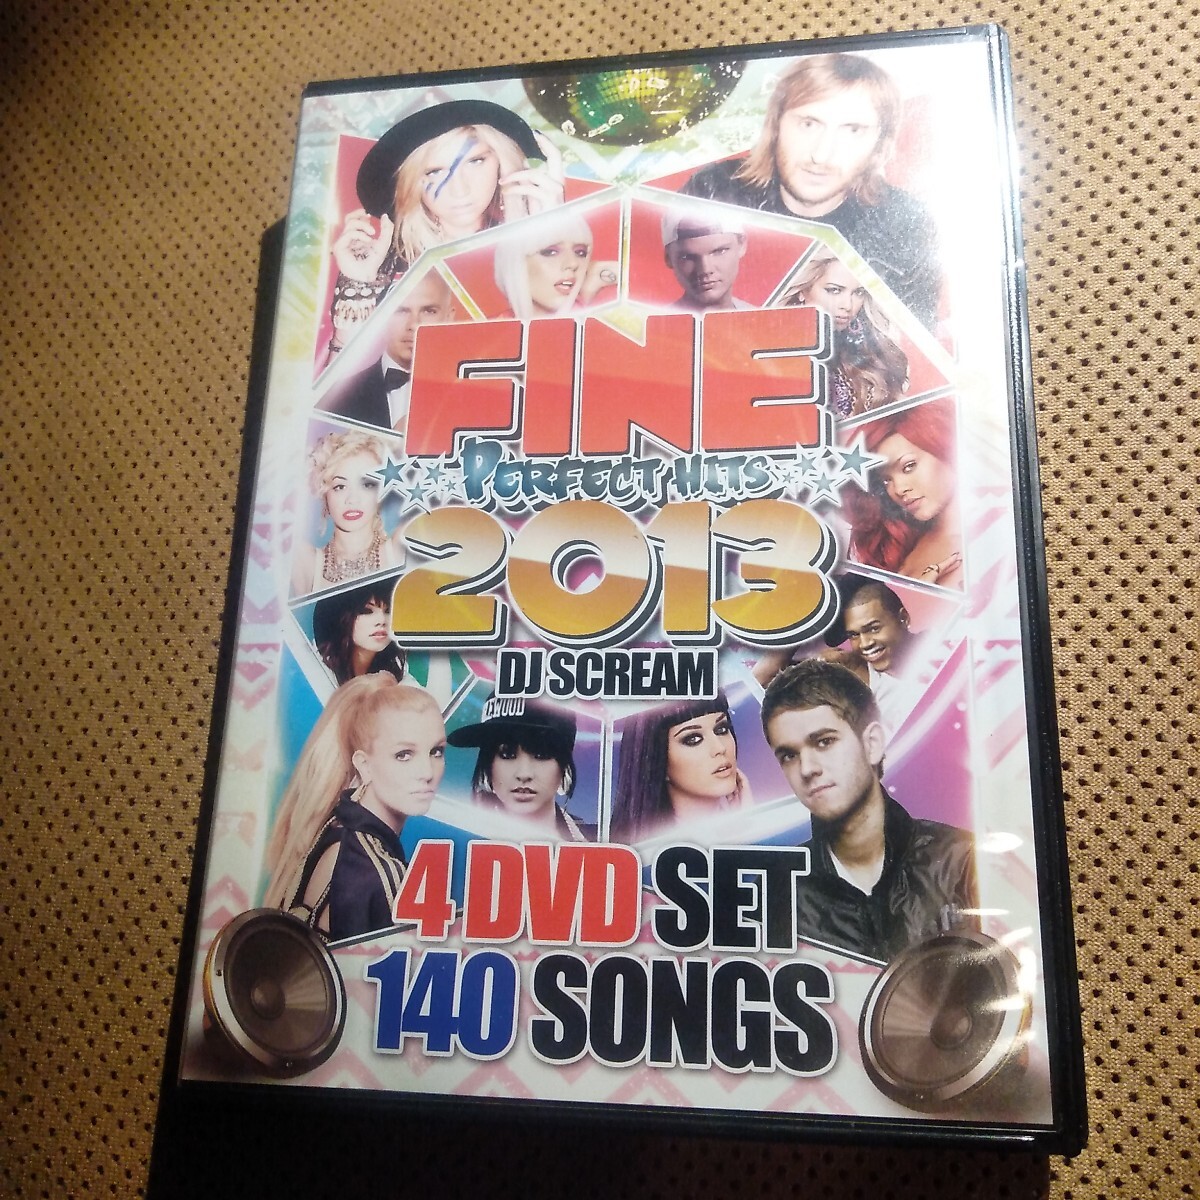 FINE
PERFECT HITS
2013
DJ SCREAM
4 DVD SET
140 SONGS